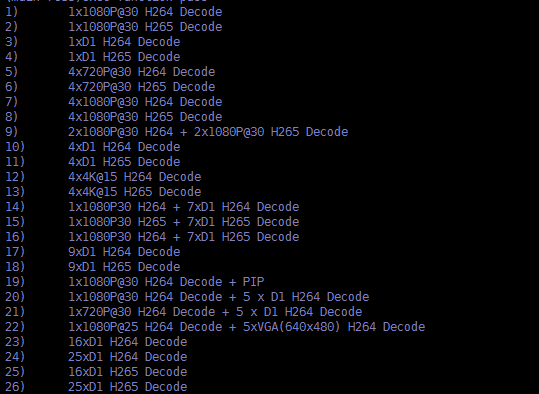 1) 1x1080P@30 H264 Decode
2) 1x1080P@30 H265 Decode
3) 1xD1 H264 Decode
4) 1xD1 H265 Decode
5) 4x720P@30 H264 Decode
6) 4x720P@30 H265 Decode
7) 4x1080P@30 H264 Decode
8) 4x1080P@30 H265 Decode
9) 2x1080P@30 H264 + 2x1080P@30 H265 Decode
10) 4xD1 H264 Decode
11) 4xD1 H265 Decode
12) 4x4K@15 H264 Decode
13) 4x4K@15 H265 Decode
14) 1x1080P30 H264 + 7xD1 H264 Decode
15) 1x1080P30 H265 + 7xD1 H265 Decode
16) 1x1080P30 H264 + 7xD1 H265 Decode
17) 9xD1 H264 Decode
18) 9xD1 H265 Decode
19) 1x1080P@30 H264 Decode + PIP
20) 1x1080P@30 H264 Decode + 5 x D1 H264 Decode
21) 1x720P@30 H264 Decode + 5 x D1 H264 Decode
22) 1x1080P@25 H264 Decode + 5xVGA(640x480) H264 Decode
23) 16xD1 H264 Decode
24) 25xD1 H264 Decode
25) 16xD1 H265 Decode
26) 25xD1 H265 Decode